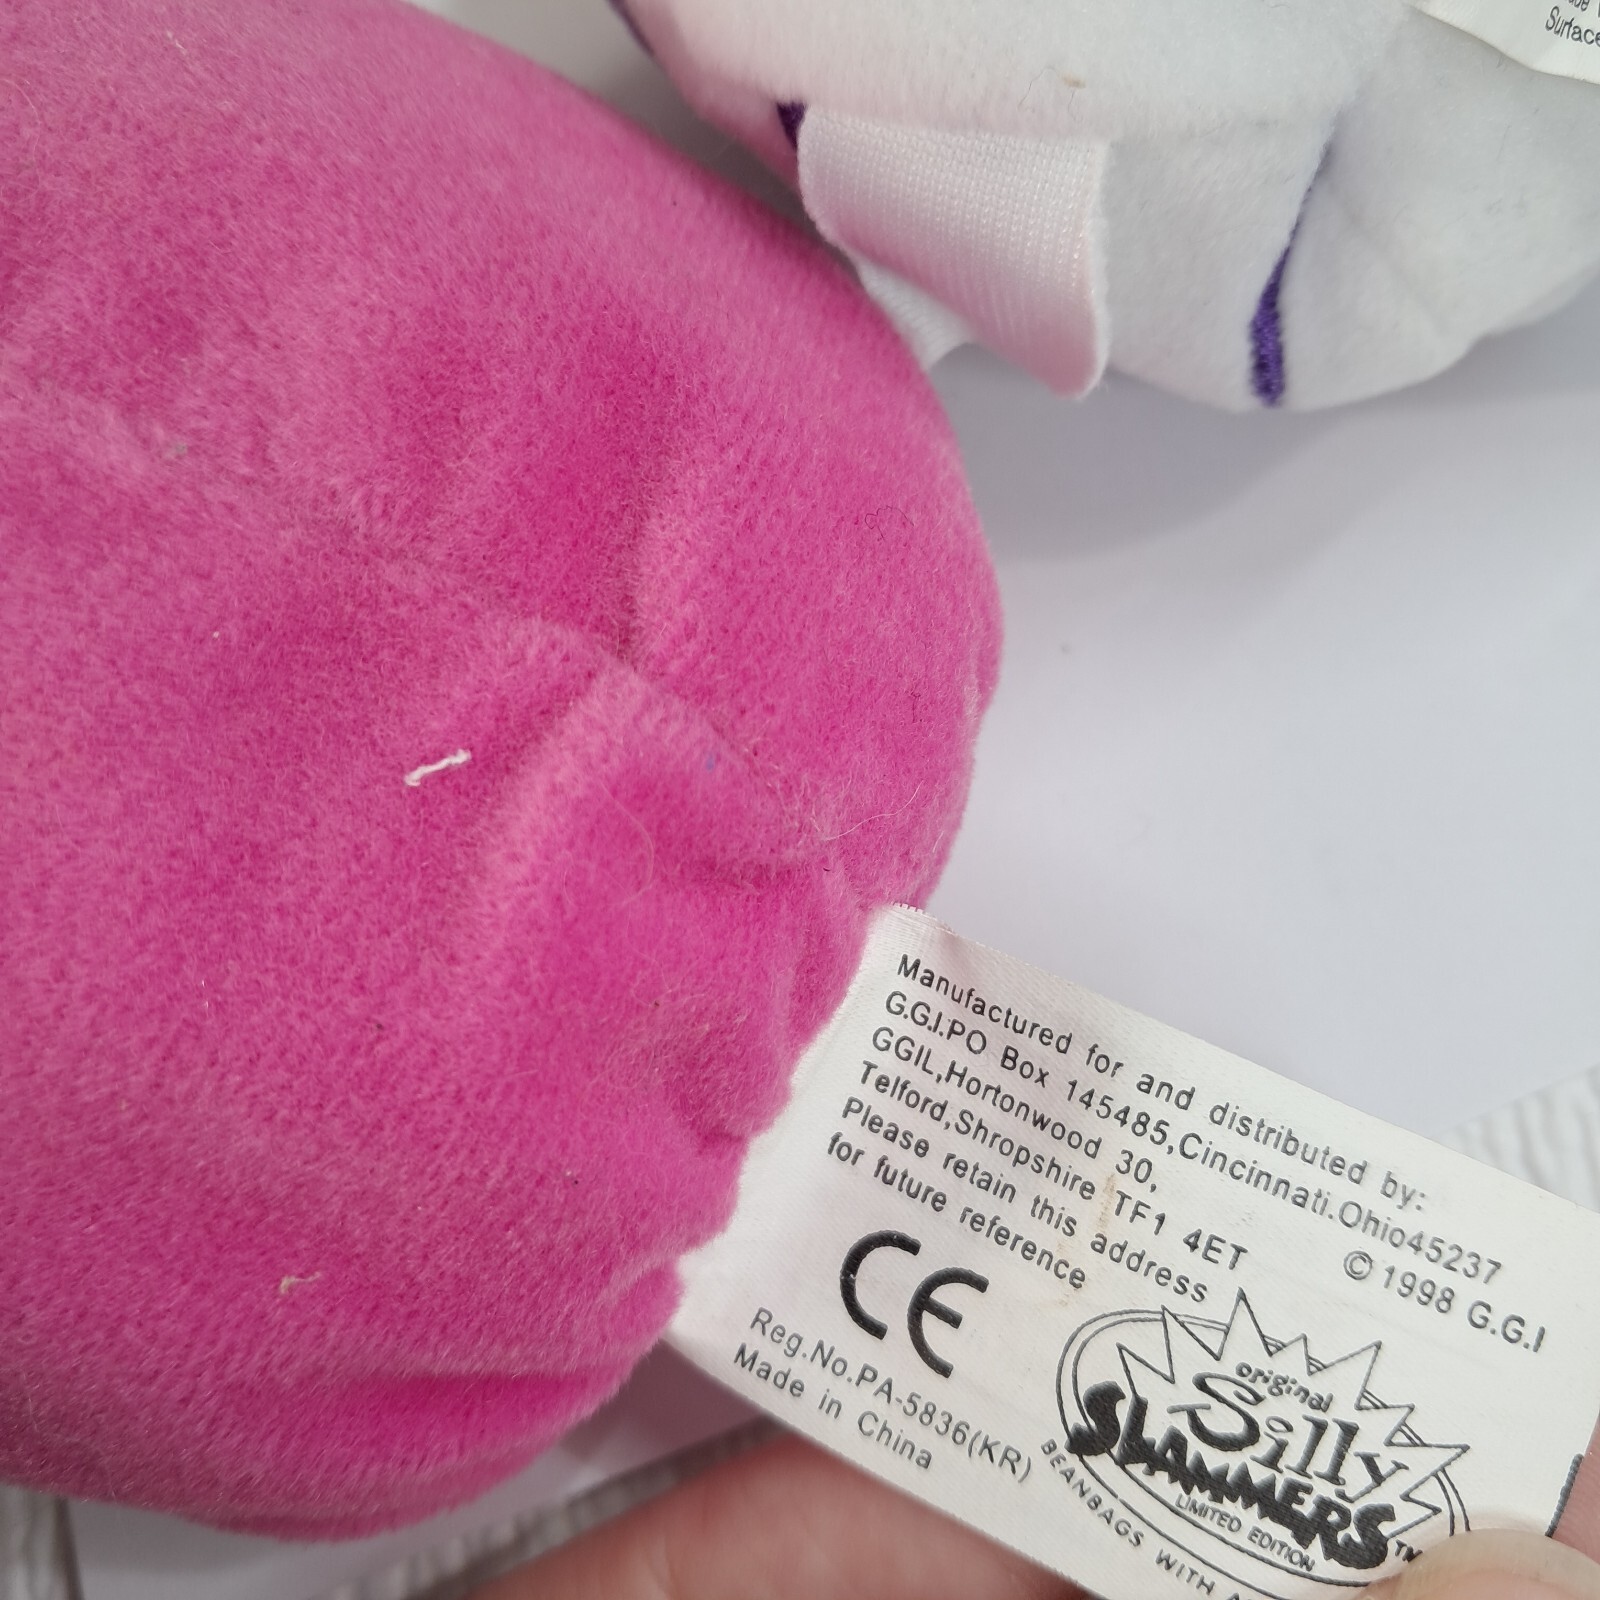 Surface
Manufactured for and distributed by:
G.G.I.PO Box 145485,Cincinnati.Ohio45237
GGIL,Hortonwood 30,
Telford,Shropshire TF1 4ET
Please retain this address
for future reference
© 1998 G.G.I
CE
Reg.No.PA-5836(KR)
Made in China
original
Silly
SLAMMERS™
LIMITED EDITION
BEANBAGS WITH